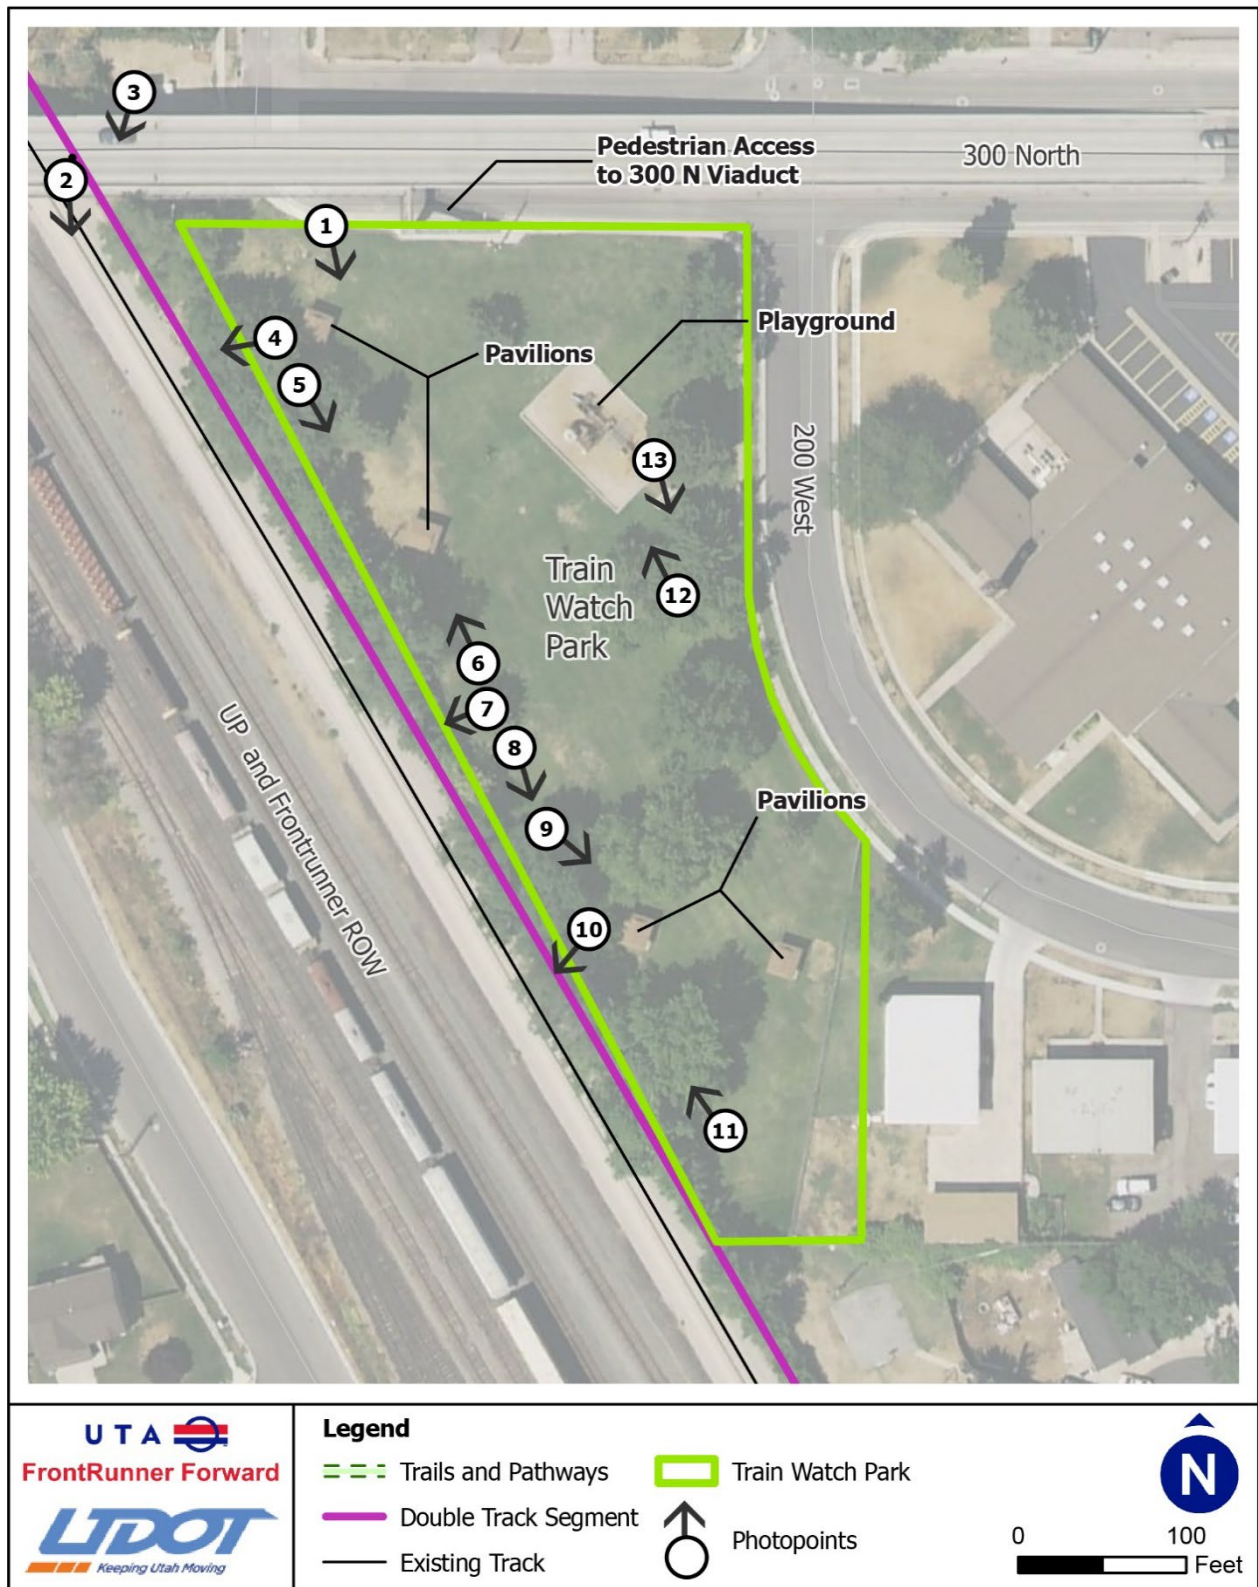 3
Pedestrian Access
to 300 N Viaduct
300 North
2
1
Playground
4
Pavilions
5
200 West
13
Train
Watch
Park
12
6
7
8
UP and Frontrunner ROW
Pavilions
9
10
11
UTA
FrontRunner Forward
UDOT
Keeping Utah Moving
Legend
Trails and Pathways
Double Track Segment
Existing Track
Train Watch Park
Photopoints
N
0 100
Feet